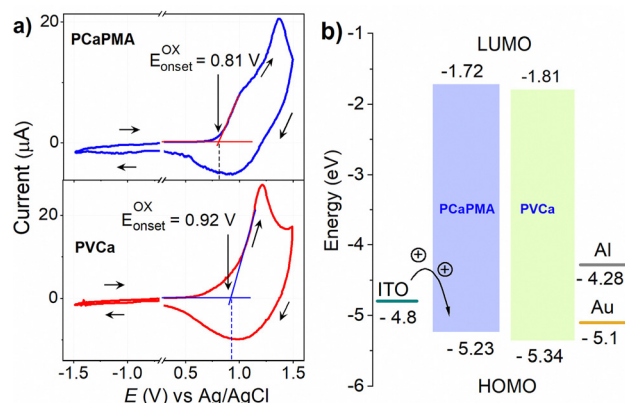 a)
20
PCaPMA
E OX onset = 0.81 V
0
Current (µA)
20
E OX onset = 0.92 V
PVCa
0
-1.5
-1.0
0.5
1.0
1.5
E (V) vs Ag/AgCl
b)
-1
LUMO
-1.72
-1.81
-2
-3
Energy (eV)
PCaPMA
PVCa
-4
Al
- 4.28
ITO
- 4.8
Au
- 5.1
-5
- 5.23
- 5.34
-6
HOMO